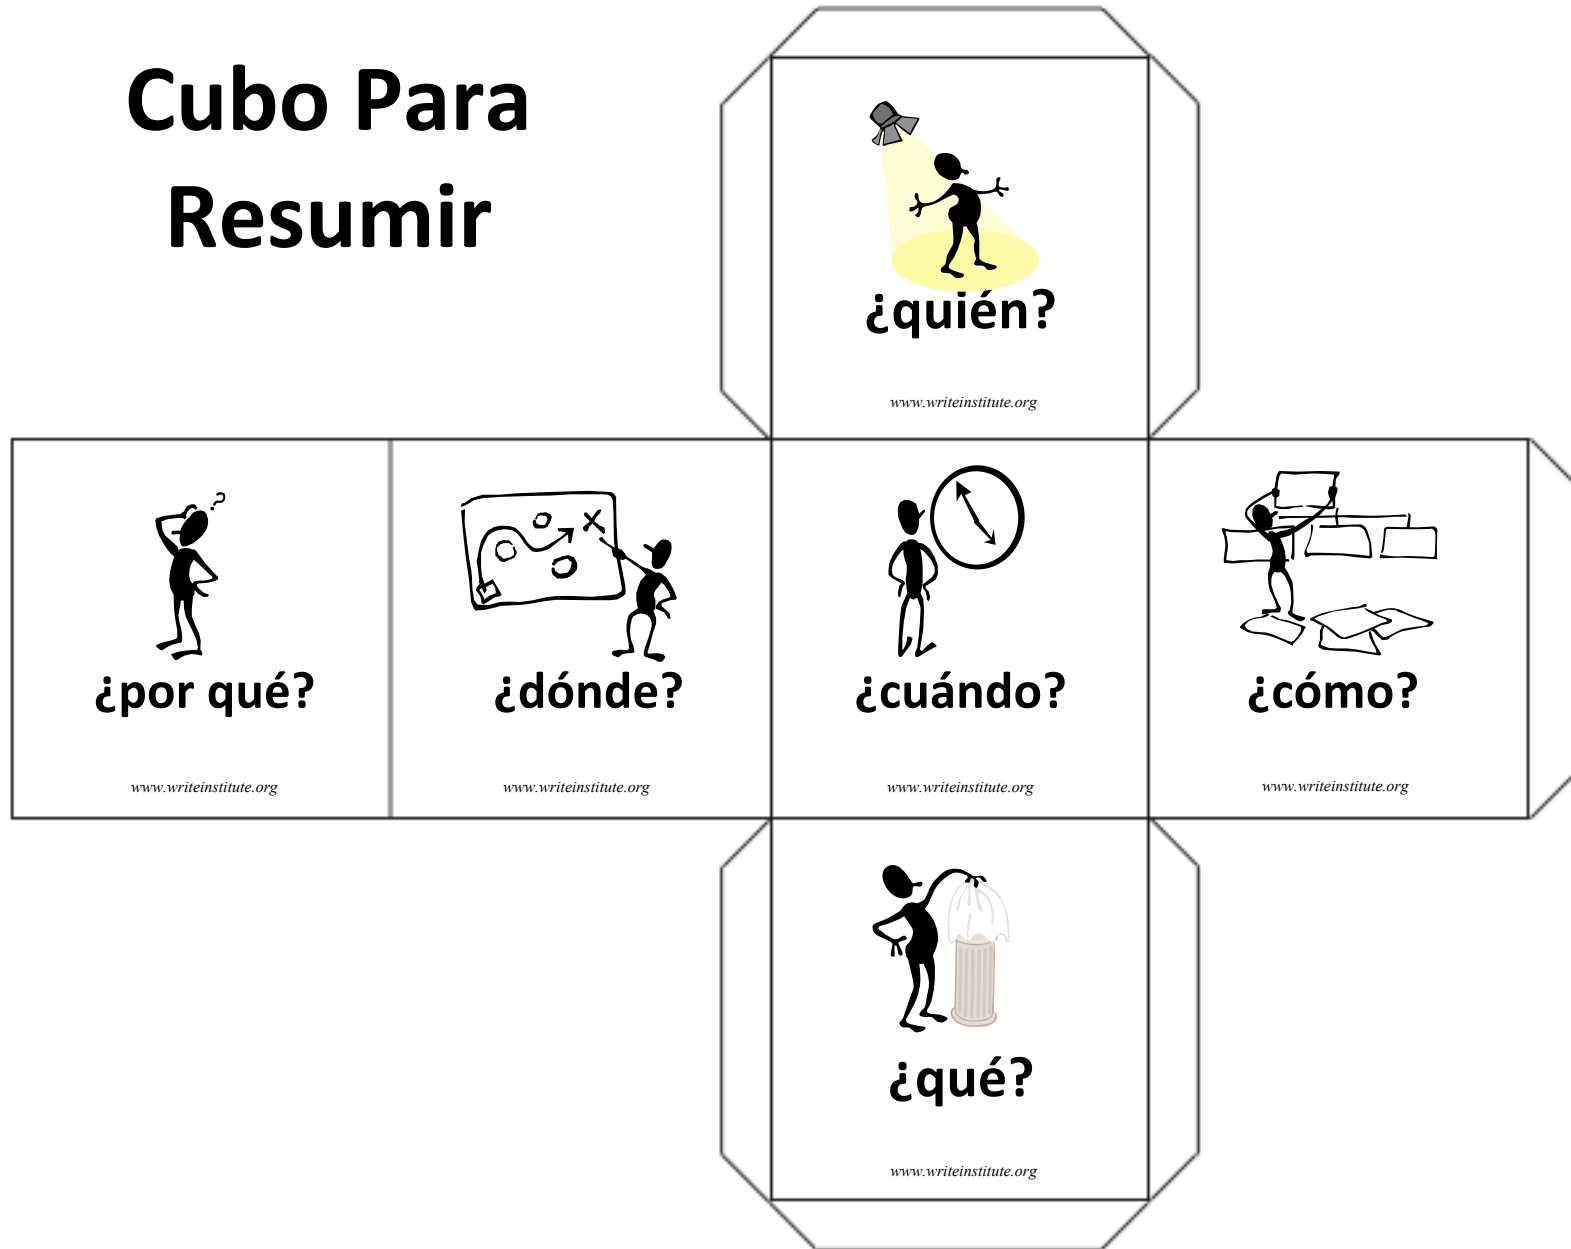 Cubo Para
Resumir
¿quién?
www.writeinstitute.org
?
¿por qué?
¿dónde?
¿cuándo?
¿cómo?
www.writeinstitute.org
www.writeinstitute.org
www.writeinstitute.org
www.writeinstitute.org
¿qué?
www.writeinstitute.org